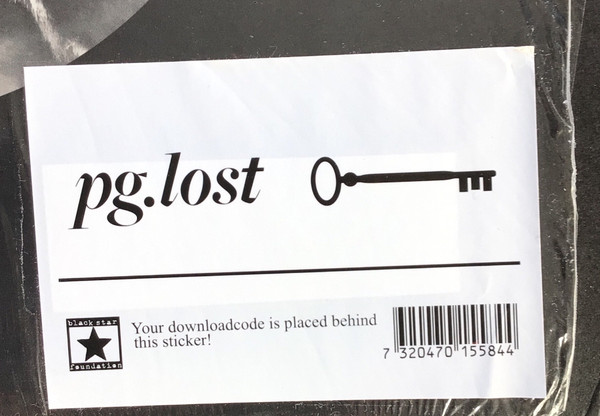 pg.lost
black star
foundation
Your downloadcode is placed behind
this sticker!
7 320470 155844